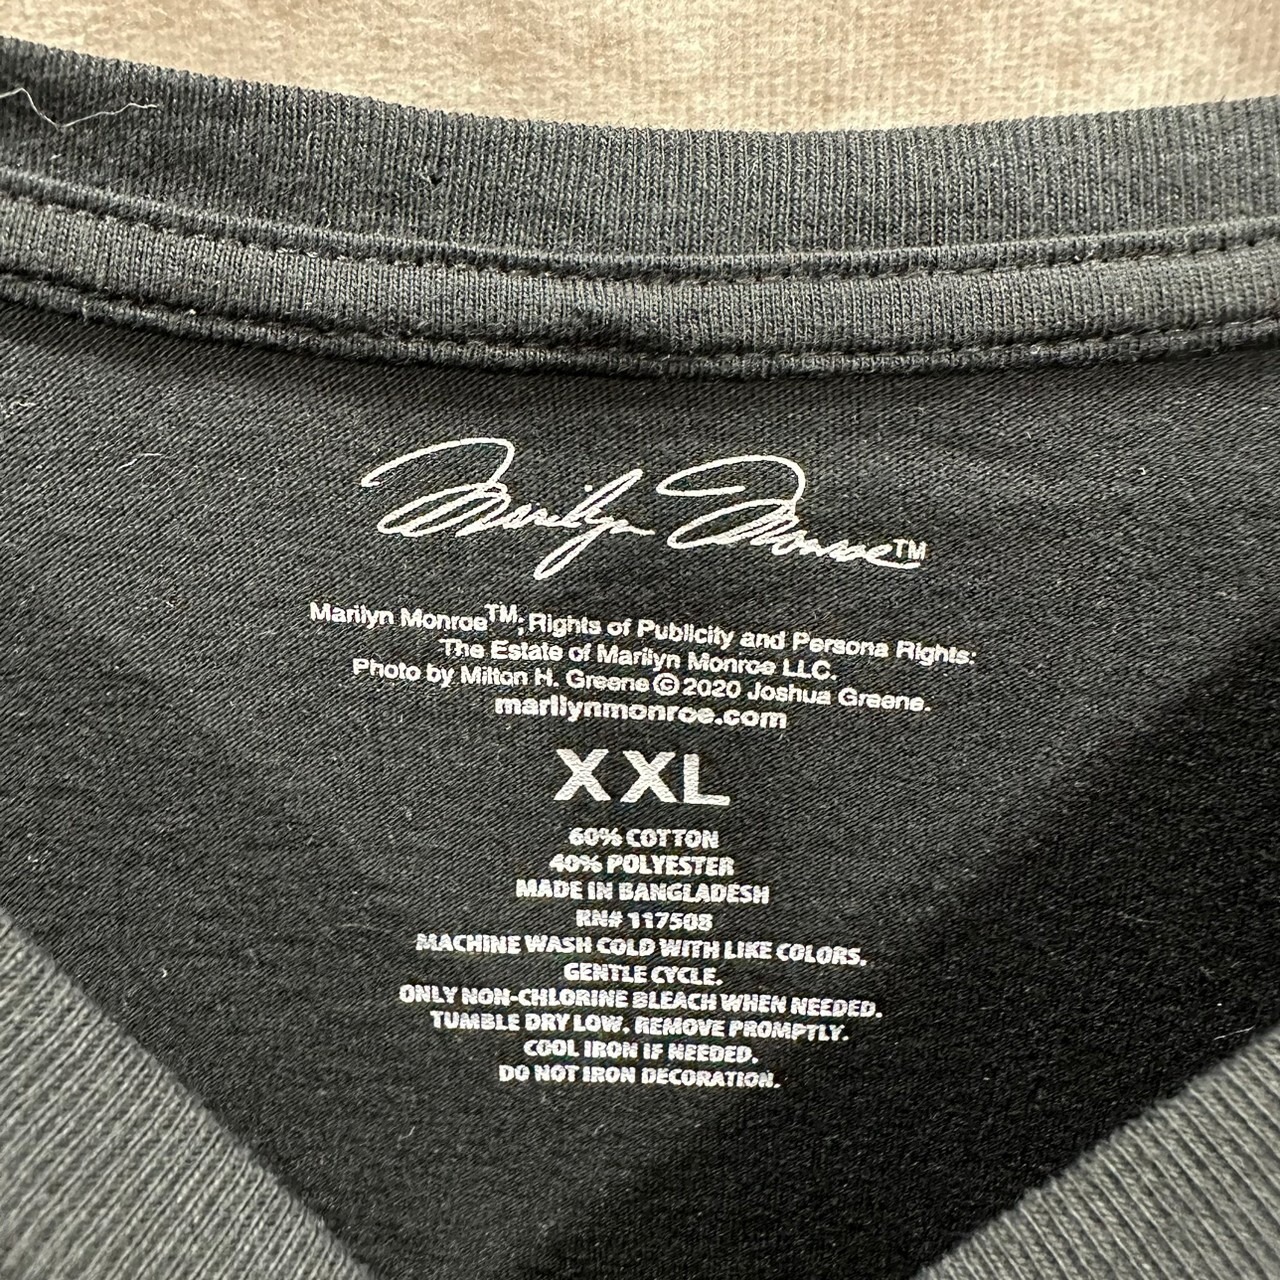 Marilyn Monroe™
Marilyn Monroe™; Rights of Publicity and Persona Rights:
The Estate of Marilyn Monroe LLC.
Photo by Milton H. Greene © 2020 Joshua Greene.
marilynmonroe.com
XXL
60% COTTON
40% POLYESTER
MADE IN BANGLADESH
RN# 117508
MACHINE WASH COLD WITH LIKE COLORS.
GENTLE CYCLE.
ONLY NON-CHLORINE BLEACH WHEN NEEDED.
TUMBLE DRY LOW. REMOVE PROMPTLY.
COOL IRON IF NEEDED.
DO NOT IRON DECORATION.